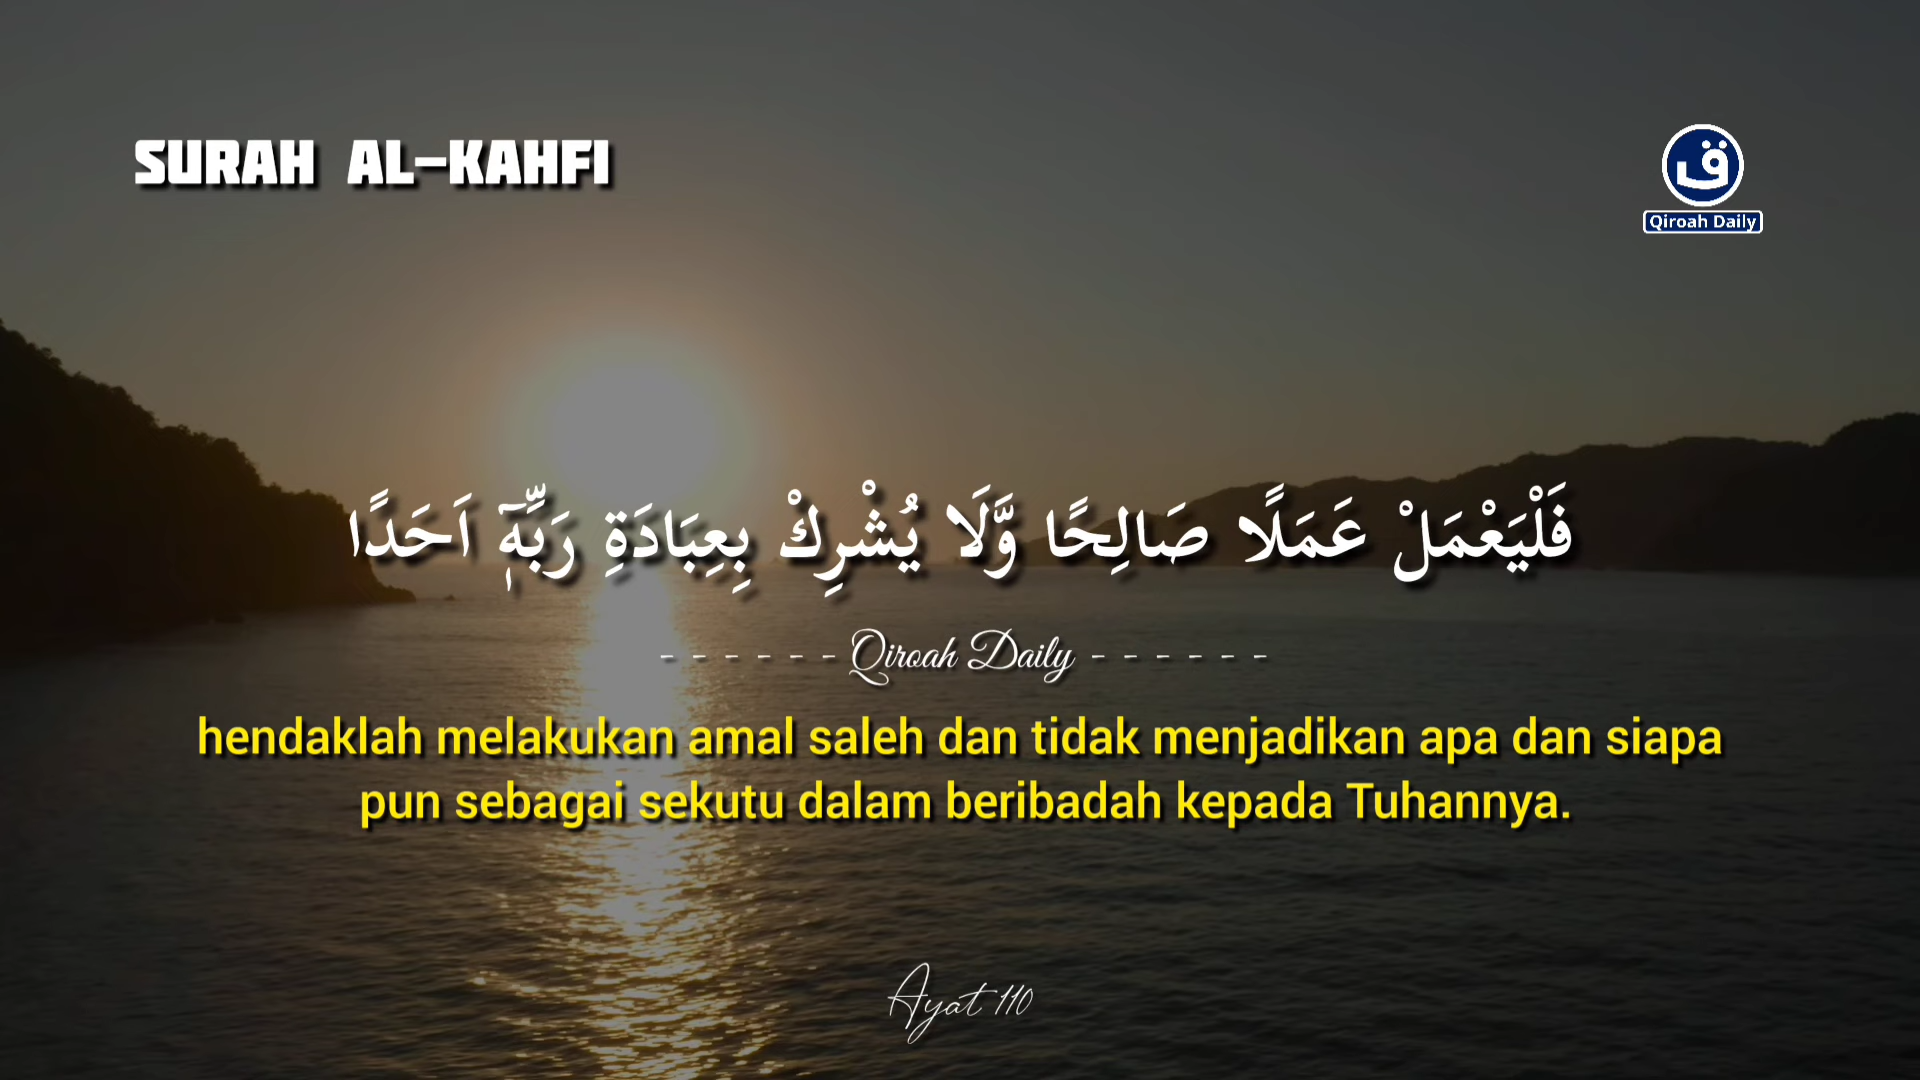 SURAH AL-KAHFI
ق
Qiroah Daily
فَلْيَعْمَلْ عَمَلًا صَالِحًا وَّلَا يُشْرِكْ بِعِبَادَةِ رَبِّهٖٓ اَحَدًا
- - - - - - Qiroah Daily - - - - - -
hendaklah melakukan amal saleh dan tidak menjadikan apa dan siapa
pun sebagai sekutu dalam beribadah kepada Tuhannya.
Ayat 110